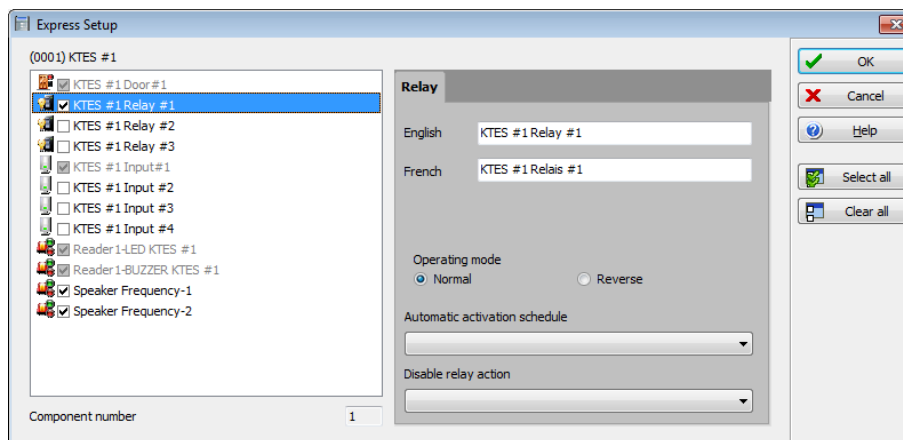 Express Setup
(0001) KTES #1
KTES #1 Door#1
KTES #1 Relay #1
KTES #1 Relay #2
KTES #1 Relay #3
KTES #1 Input#1
KTES #1 Input #2
KTES #1 Input #3
KTES #1 Input #4
Reader1-LED KTES #1
Reader1-BUZZER KTES #1
Speaker Frequency-1
Speaker Frequency-2
Component number 1
Relay
English KTES #1 Relay #1
French KTES #1 Relais #1
Operating mode
Normal Reverse
Automatic activation schedule
Disable relay action
OK
Cancel
Help
Select all
Clear all